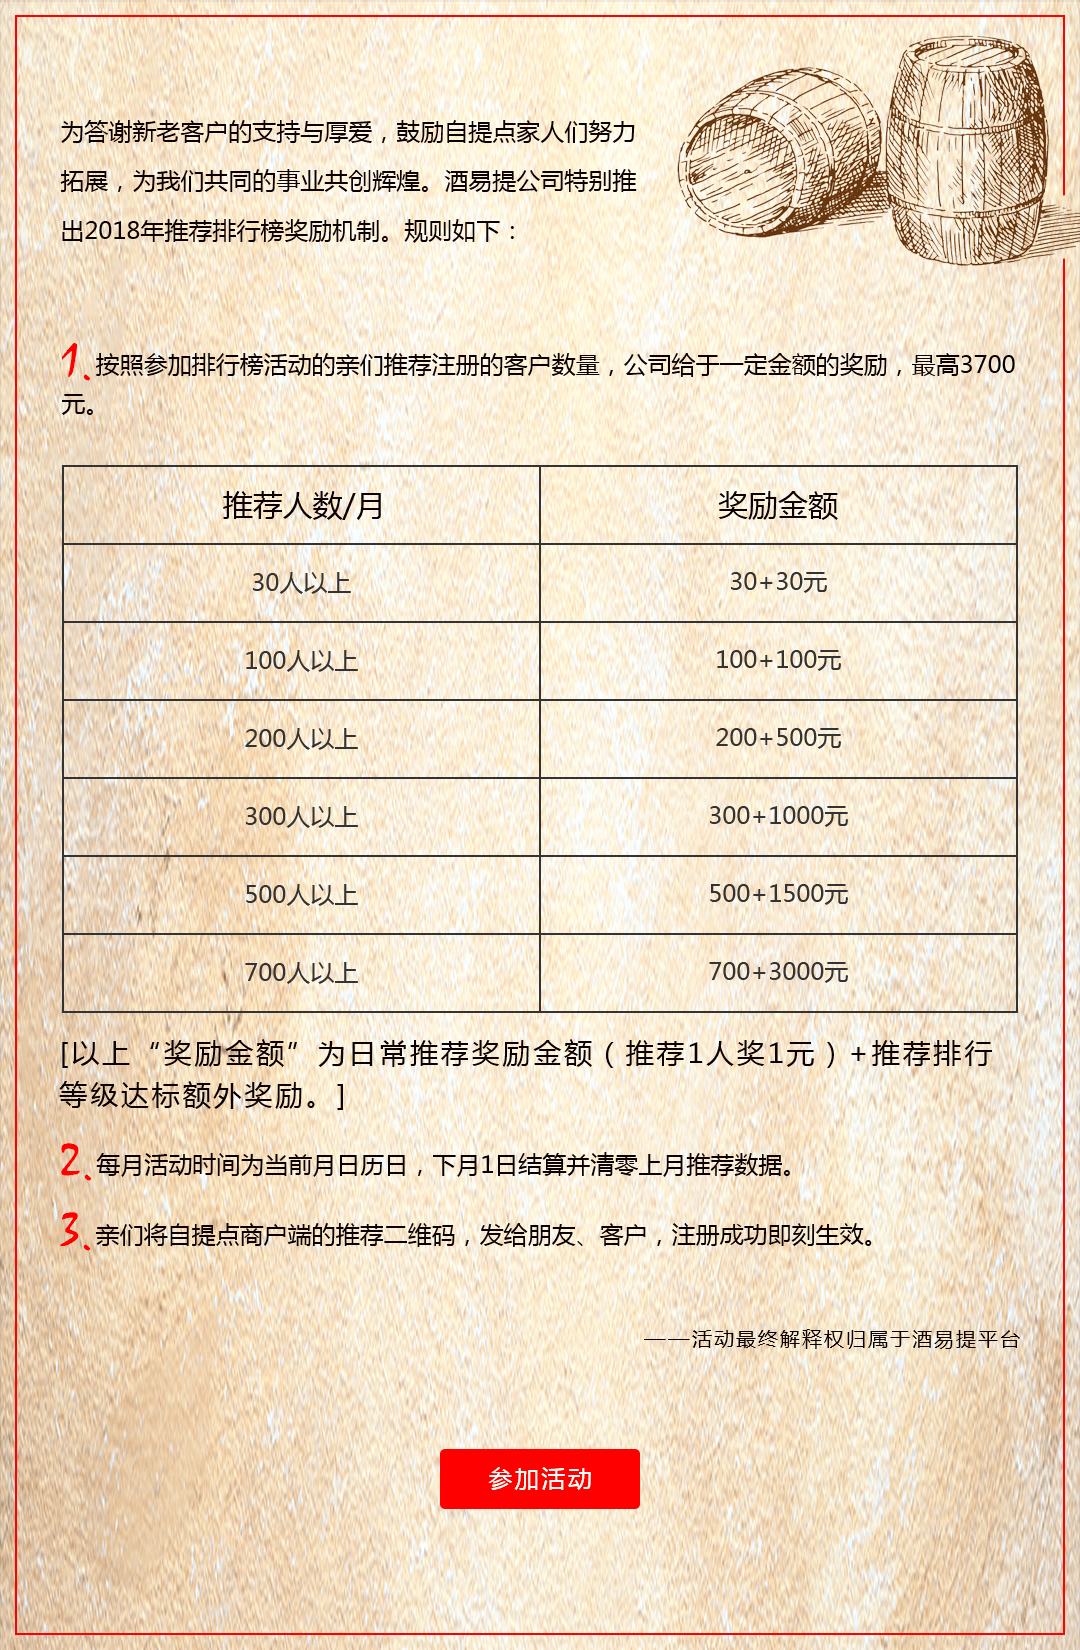 为答谢新老客户的支持与厚爱，鼓励自提点家人们努力
拓展，为我们共同的事业共创辉煌。酒易提公司特别推
出2018年推荐排行榜奖励机制。规则如下：
1.按照参加排行榜活动的亲们推荐注册的客户数量，公司给于一定金额的奖励，最高3700
元。
推荐人数/月 奖励金额
30人以上 30+30元
100人以上 100+100元
200人以上 200+500元
300人以上 300+1000元
500人以上 500+1500元
700人以上 700+3000元
[以上“奖励金额”为日常推荐奖励金额（推荐1人奖1元）+推荐排行
等级达标额外奖励。]
2.每月活动时间为当前月日历日，下月1日结算并清零上月推荐数据。
3.亲们将自提点商户端的推荐二维码，发给朋友、客户，注册成功即刻生效。
——活动最终解释权归属于酒易提平台
参加活动